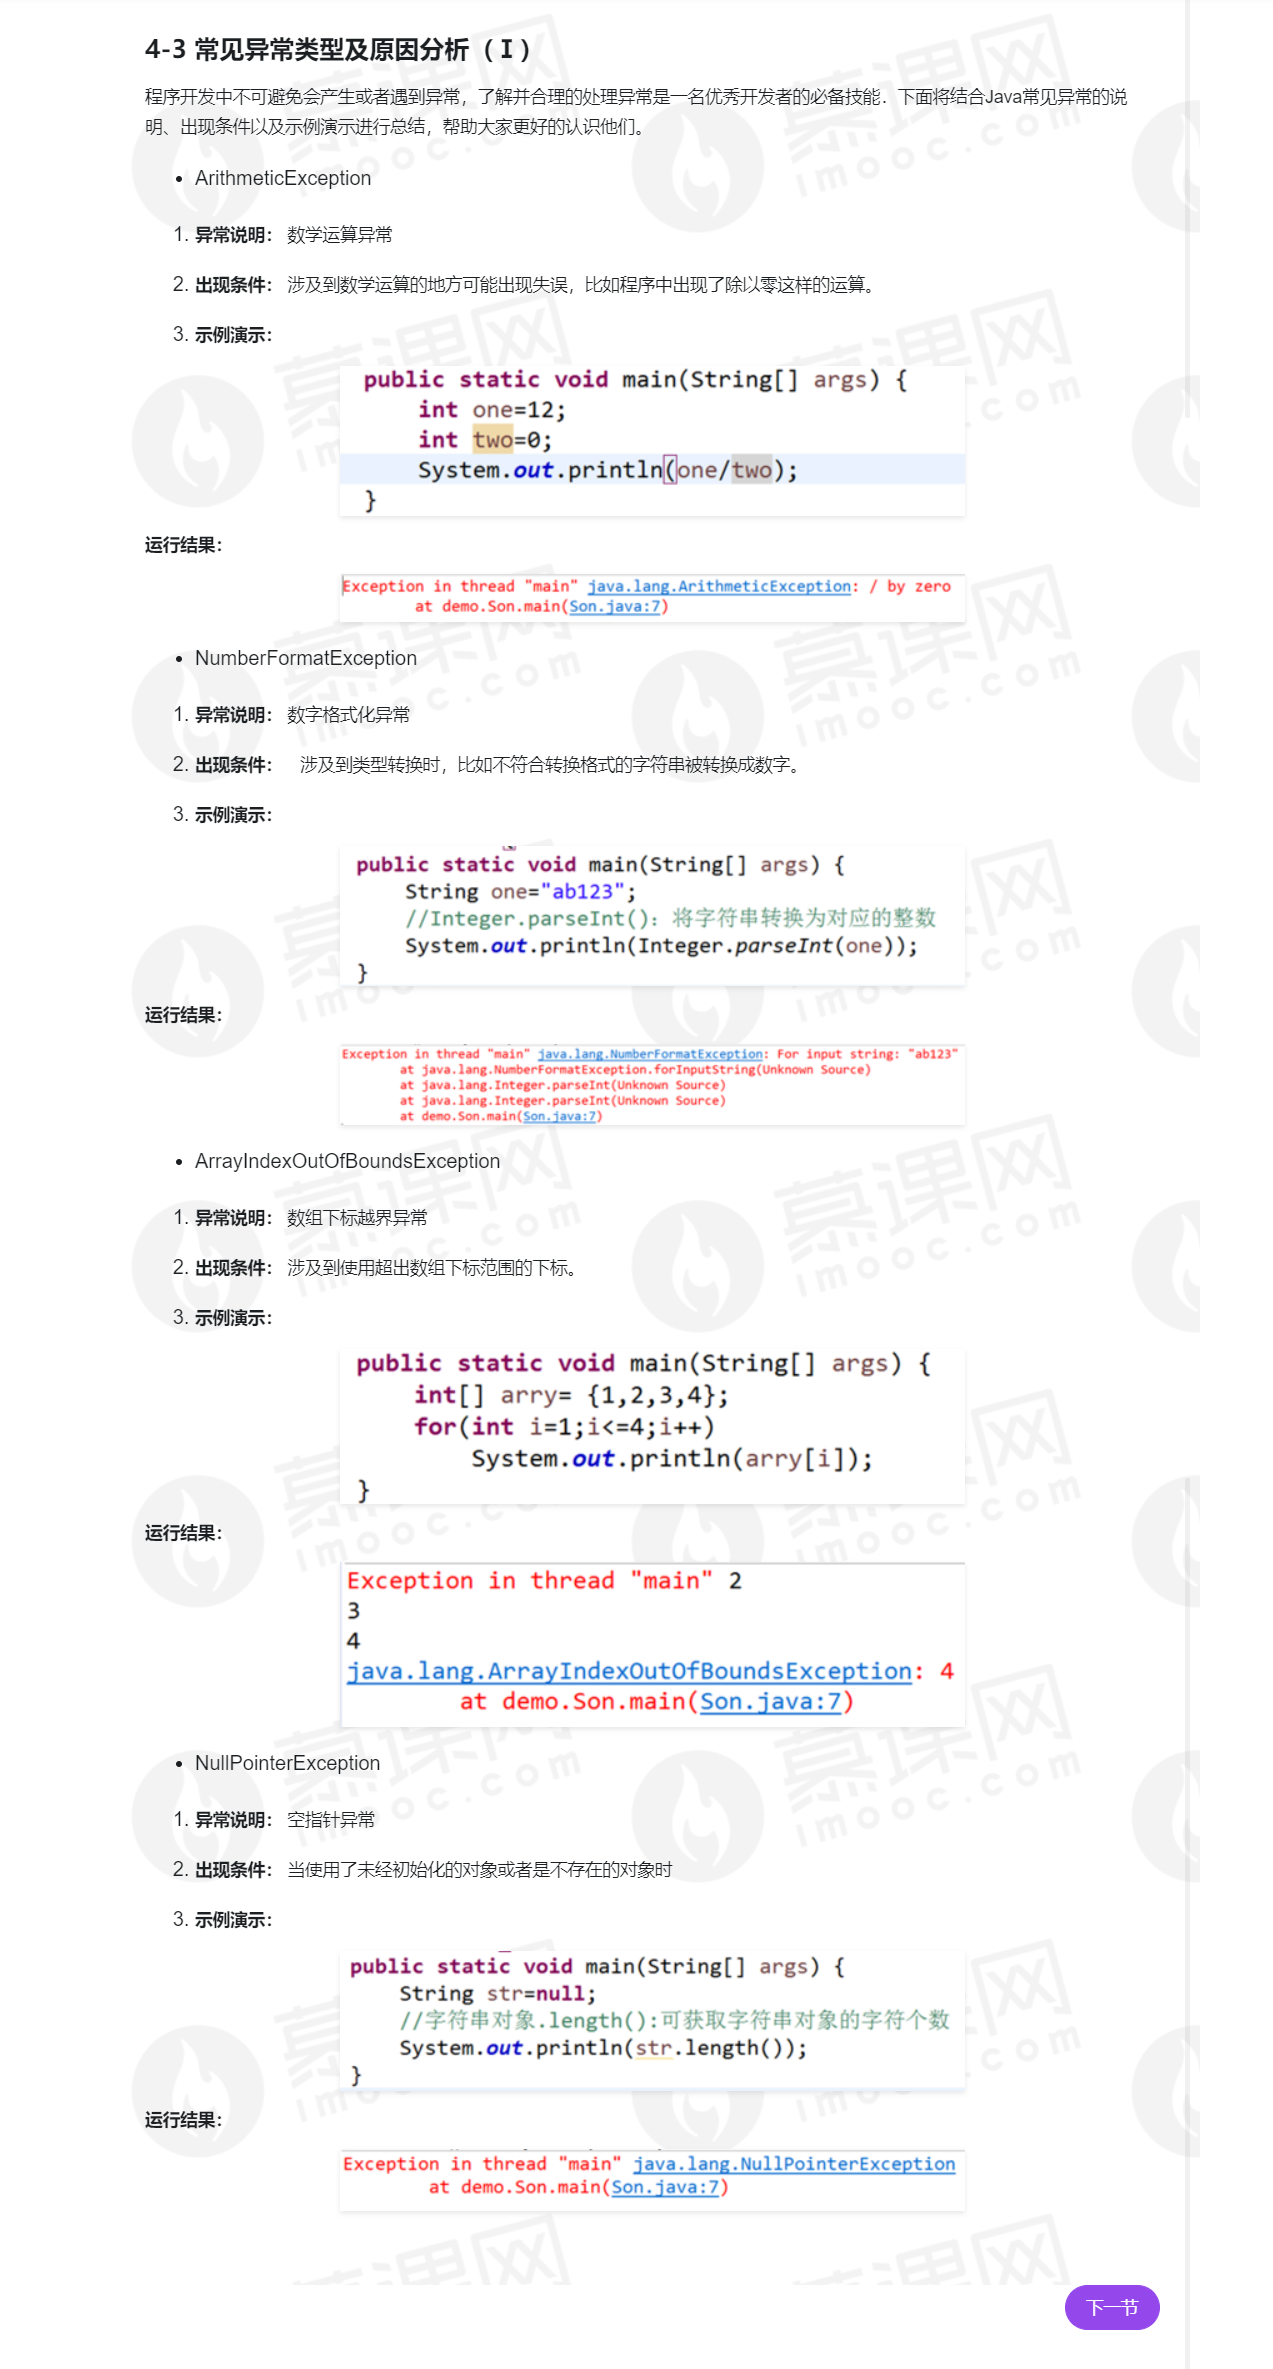 4-3 常见异常类型及原因分析（I）
程序开发中不可避免会产生或者遇到异常，了解并合理的处理异常是一名优秀开发者的必备技能．下面将结合Java常见异常的说
明、出现条件以及示例演示进行总结，帮助大家更好的认识他们。
• ArithmeticException
1. 异常说明： 数学运算异常
2. 出现条件： 涉及到数学运算的地方可能出现失误，比如程序中出现了除以零这样的运算。
3. 示例演示：
public static void main(String[] args) {
int one=12;
int two=0;
System.out.println(one/two);
}
运行结果：
Exception in thread "main" java.lang.ArithmeticException: / by zero
at demo.Son.main(Son.java:7)
• NumberFormatException
1. 异常说明： 数字格式化异常
2. 出现条件： 涉及到类型转换时，比如不符合转换格式的字符串被转换成数字。
3. 示例演示：
public static void main(String[] args) {
String one="ab123";
//Integer.parseInt(): 将字符串转换为对应的整数
System.out.println(Integer.parseInt(one));
}
运行结果：
Exception in thread "main" java.lang.NumberFormatException: For input string: "ab123"
at java.lang.NumberFormatException.forInputString(Unknown Source)
at java.lang.Integer.parseInt(Unknown Source)
at java.lang.Integer.parseInt(Unknown Source)
at demo.Son.main(Son.java:7)
• ArrayIndexOutOfBoundsException
1. 异常说明： 数组下标越界异常
2. 出现条件： 涉及到使用超出数组下标范围的下标。
3. 示例演示：
public static void main(String[] args) {
int[] arry= {1,2,3,4};
for(int i=1;i<=4;i++)
System.out.println(arry[i]);
}
运行结果：
Exception in thread "main" 2
3
4
java.lang.ArrayIndexOutOfBoundsException: 4
at demo.Son.main(Son.java:7)
• NullPointerException
1. 异常说明： 空指针异常
2. 出现条件： 当使用了未经初始化的对象或者是不存在的对象时
3. 示例演示：
public static void main(String[] args) {
String str=null;
//字符串对象.length():可获取字符串对象的字符个数
System.out.println(str.length());
}
运行结果：
Exception in thread "main" java.lang.NullPointerException
at demo.Son.main(Son.java:7)
下一节